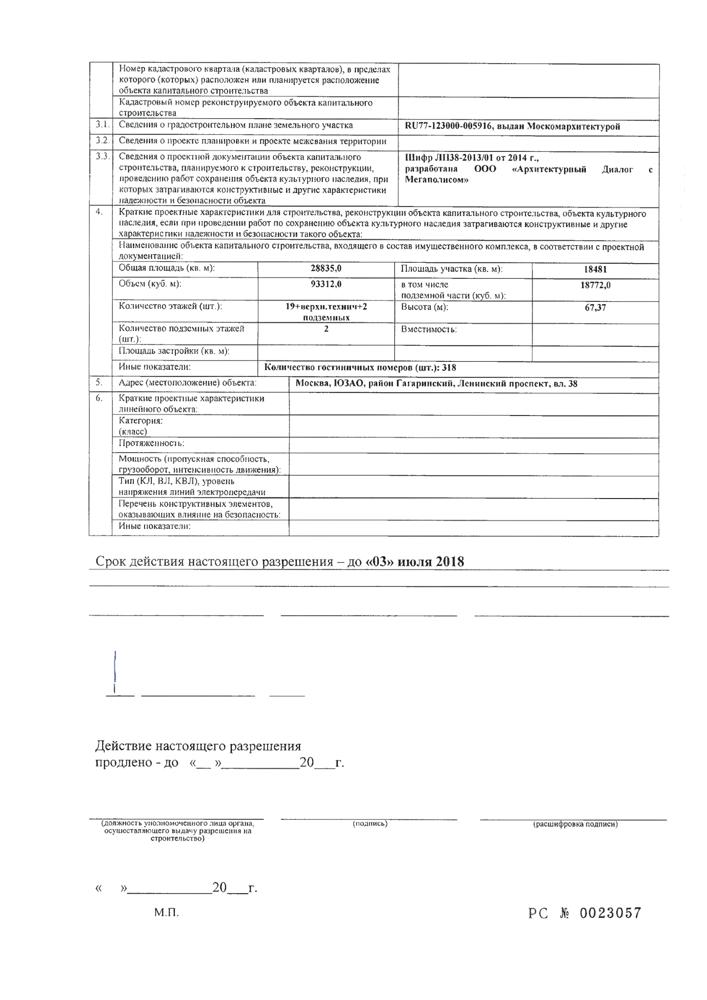 Номер кадастрового квартала (кадастровых кварталов), в пределах
которого (которых) расположен или планируется расположение
объекта капитального строительства
Кадастровый номер реконструируемого объекта капитального
строительства
3.1. Сведения о градостроительном плане земельного участка RU77-123000-005916, выдан Москомархитектурой
3.2. Сведения о проекте планировки и проекте межевания территории
3.3. Сведения о проектной документации объекта капитального
строительства, планируемого к строительству, реконструкции,
проведению работ сохранения объекта культурного наследия, при
которых затрагиваются конструктивные и другие характеристики
надежности и безопасности объекта
Шифр ЛП38-2013/01 от 2014 г.,
разработана ООО «Архитектурный Диалог с
Мегаполисом»
4. Краткие проектные характеристики для строительства, реконструкции объекта капитального строительства, объекта культурного
наследия, если при проведении работ по сохранению объекта культурного наследия затрагиваются конструктивные и другие
характеристики надежности и безопасности такого объекта:
Наименование объекта капитального строительства, входящего в состав имущественного комплекса, в соответствии с проектной
документацией:
Общая площадь (кв. м): 28835,0 Площадь участка (кв. м): 18481
Объем (куб. м): 93312,0 в том числе
подземной части (куб. м): 18772,0
Количество этажей (шт.): 19+верхн.технич+2
подземных
Высота (м): 67,37
Количество подземных этажей
(шт.):
2 Вместимость:
Площадь застройки (кв. м):
Иные показатели: Количество гостиничных номеров (шт.): 318
5. Адрес (местоположение) объекта: Москва, ЮЗАО, район Гагаринский, Ленинский проспект, вл. 38
6. Краткие проектные характеристики
линейного объекта:
Категория:
(класс)
Протяженность:
Мощность (пропускная способность,
грузооборот, интенсивность движения):
Тип (КЛ, ВЛ, КВЛ), уровень
напряжения линий электропередачи
Перечень конструктивных элементов,
оказывающих влияние на безопасность:
Иные показатели:
Срок действия настоящего разрешения – до «03» июля 2018
Действие настоящего разрешения
продлено - до «__ »___________20___г.
(должность уполномоченного лица органа,
осуществляющего выдачу разрешения на
строительство)
(подпись)
(расшифровка подписи)
« »____________20___г.
М.П.
РС № 0023057